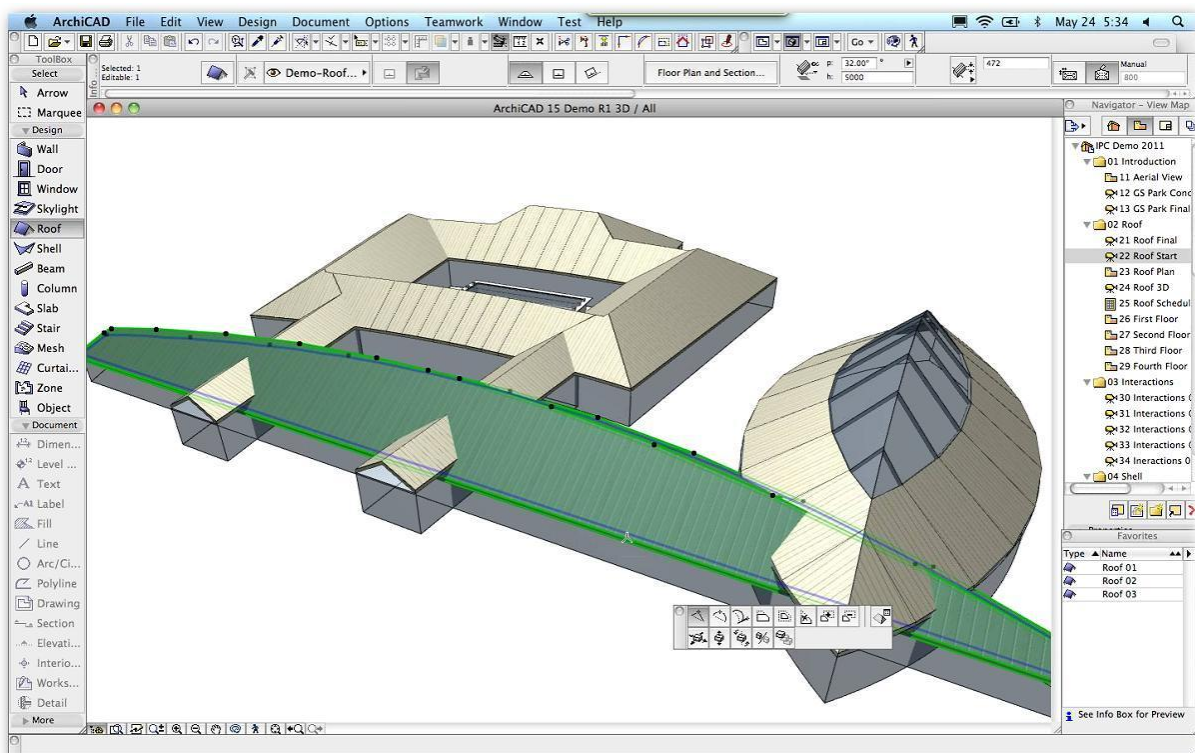 ArchiCAD File Edit View Design Document Options Teamwork Window Test Help May 24 5:34
Go
ToolBox
Select
Arrow
Marquee
Design
Wall
Door
Window
Skylight
Roof
Shell
Beam
Column
Slab
Stair
Mesh
Curtai...
Zone
Object
Document
Dimen...
Level ...
Text
A1 Label
Fill
Line
Arc/Ci...
Polyline
Drawing
Section
Elevati...
Interio...
Works...
Detail
More
Info
Selected: 1
Editable: 1
Demo-Roof...
Floor Plan and Section...
32.00°
h: 5000
472
Manual
800
ArchiCAD 15 Demo R1 3D / All
Navigator - View Map
IPC Demo 2011
01 Introduction
11 Aerial View
12 GS Park Conc
13 GS Park Final
02 Roof
21 Roof Final
22 Roof Start
23 Roof Plan
24 Roof 3D
25 Roof Schedul
26 First Floor
27 Second Floor
28 Third Floor
29 Fourth Floor
03 Interactions
30 Interactions
31 Interactions
32 Interactions
33 Interactions
34 Ineractions 0
04 Shell
Favorites
Type Name
Roof 01
Roof 02
Roof 03
See Info Box for Preview